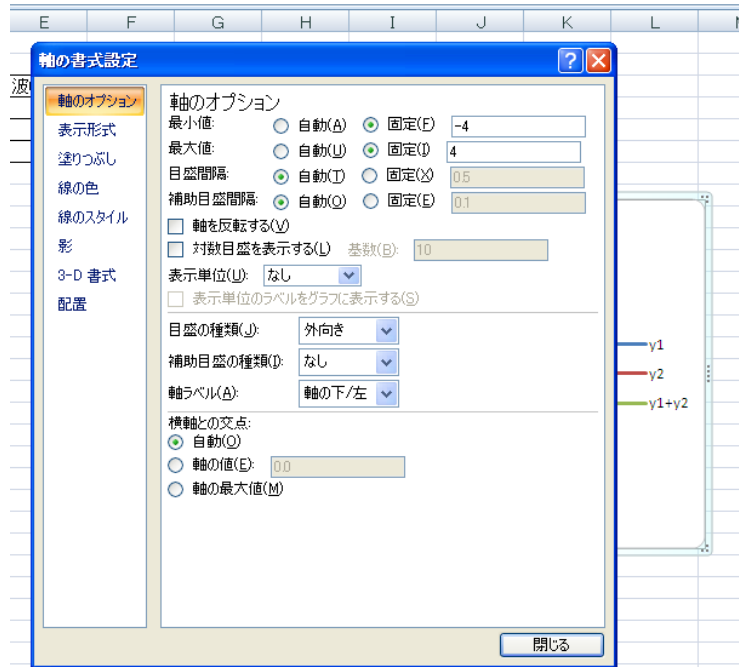 E F G H I J K L
軸の書式設定
波
軸のオプション
表示形式
塗りつぶし
線の色
線のスタイル
影
3-D 書式
配置
軸のオプション
最小値: 自動(A) 固定(F) -4
最大値: 自動(U) 固定(I) 4
目盛間隔: 自動(T) 固定(X) 0.5
補助目盛間隔: 自動(O) 固定(E) 0.1
軸を反転する(V)
対数目盛を表示する(L) 基数(B): 10
表示単位(U): なし
表示単位のラベルをグラフに表示する(S)
目盛の種類(J): 外向き
補助目盛の種類(I): なし
軸ラベル(A): 軸の下/左
横軸との交点:
自動(O)
軸の値(E): 0.0
軸の最大値(M)
閉じる
y1
y2
y1+y2